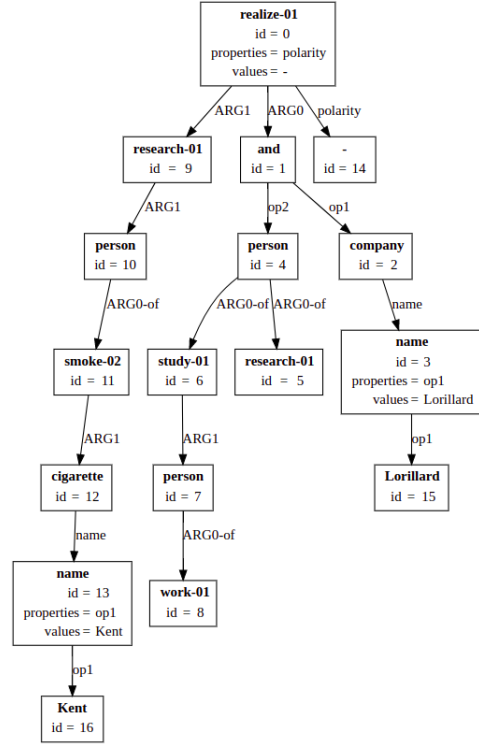 realize-01
id = 0
properties = polarity
values = -
ARG1
ARG0
polarity
research-01
id = 9
and
id = 1
-
id = 14
ARG1
op2
op1
person
id = 10
person
id = 4
company
id = 2
ARG0-of
ARG0-of
ARG0-of
name
smoke-02
id = 11
study-01
id = 6
research-01
id = 5
name
id = 3
properties = op1
values = Lorillard
ARG1
ARG1
op1
cigarette
id = 12
person
id = 7
Lorillard
id = 15
name
ARG0-of
name
id = 13
properties = op1
values = Kent
work-01
id = 8
op1
Kent
id = 16